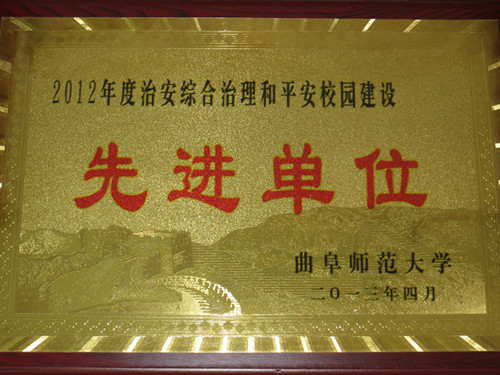 2012年度治安综合治理和平安校园建设
先进单位
曲阜师范大学
二〇一三年四月